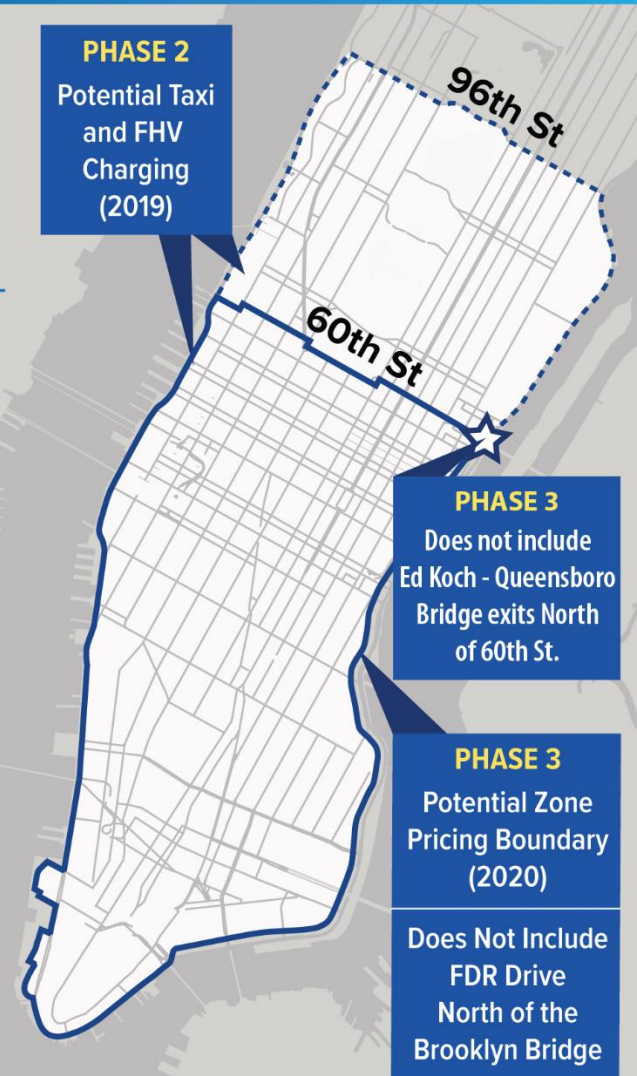 PHASE 2
Potential Taxi
and FHV
Charging
(2019)
96th St
60th St
PHASE 3
Does not include
Ed Koch - Queensboro
Bridge exits North
of 60th St.
PHASE 3
Potential Zone
Pricing Boundary
(2020)
Does Not Include
FDR Drive
North of the
Brooklyn Bridge